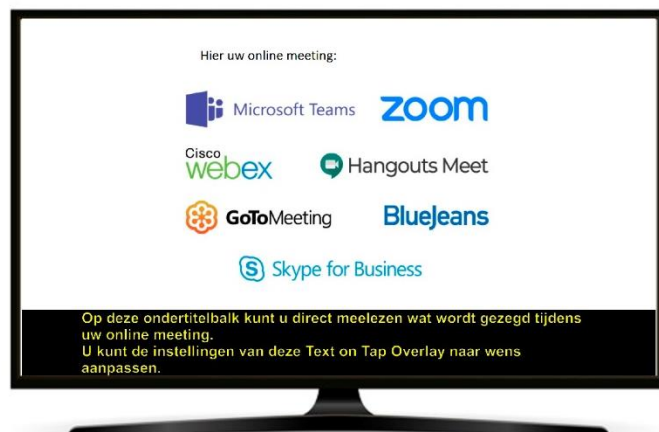 Hier uw online meeting:
Microsoft Teams
zoom
Cisco
webex
Hangouts Meet
GoToMeeting
BlueJeans
Skype for Business
Op deze ondertitelbalk kunt u direct meelezen wat wordt gezegd tijdens
uw online meeting.
U kunt de instellingen van deze Text on Tap Overlay naar wens
aanpassen.